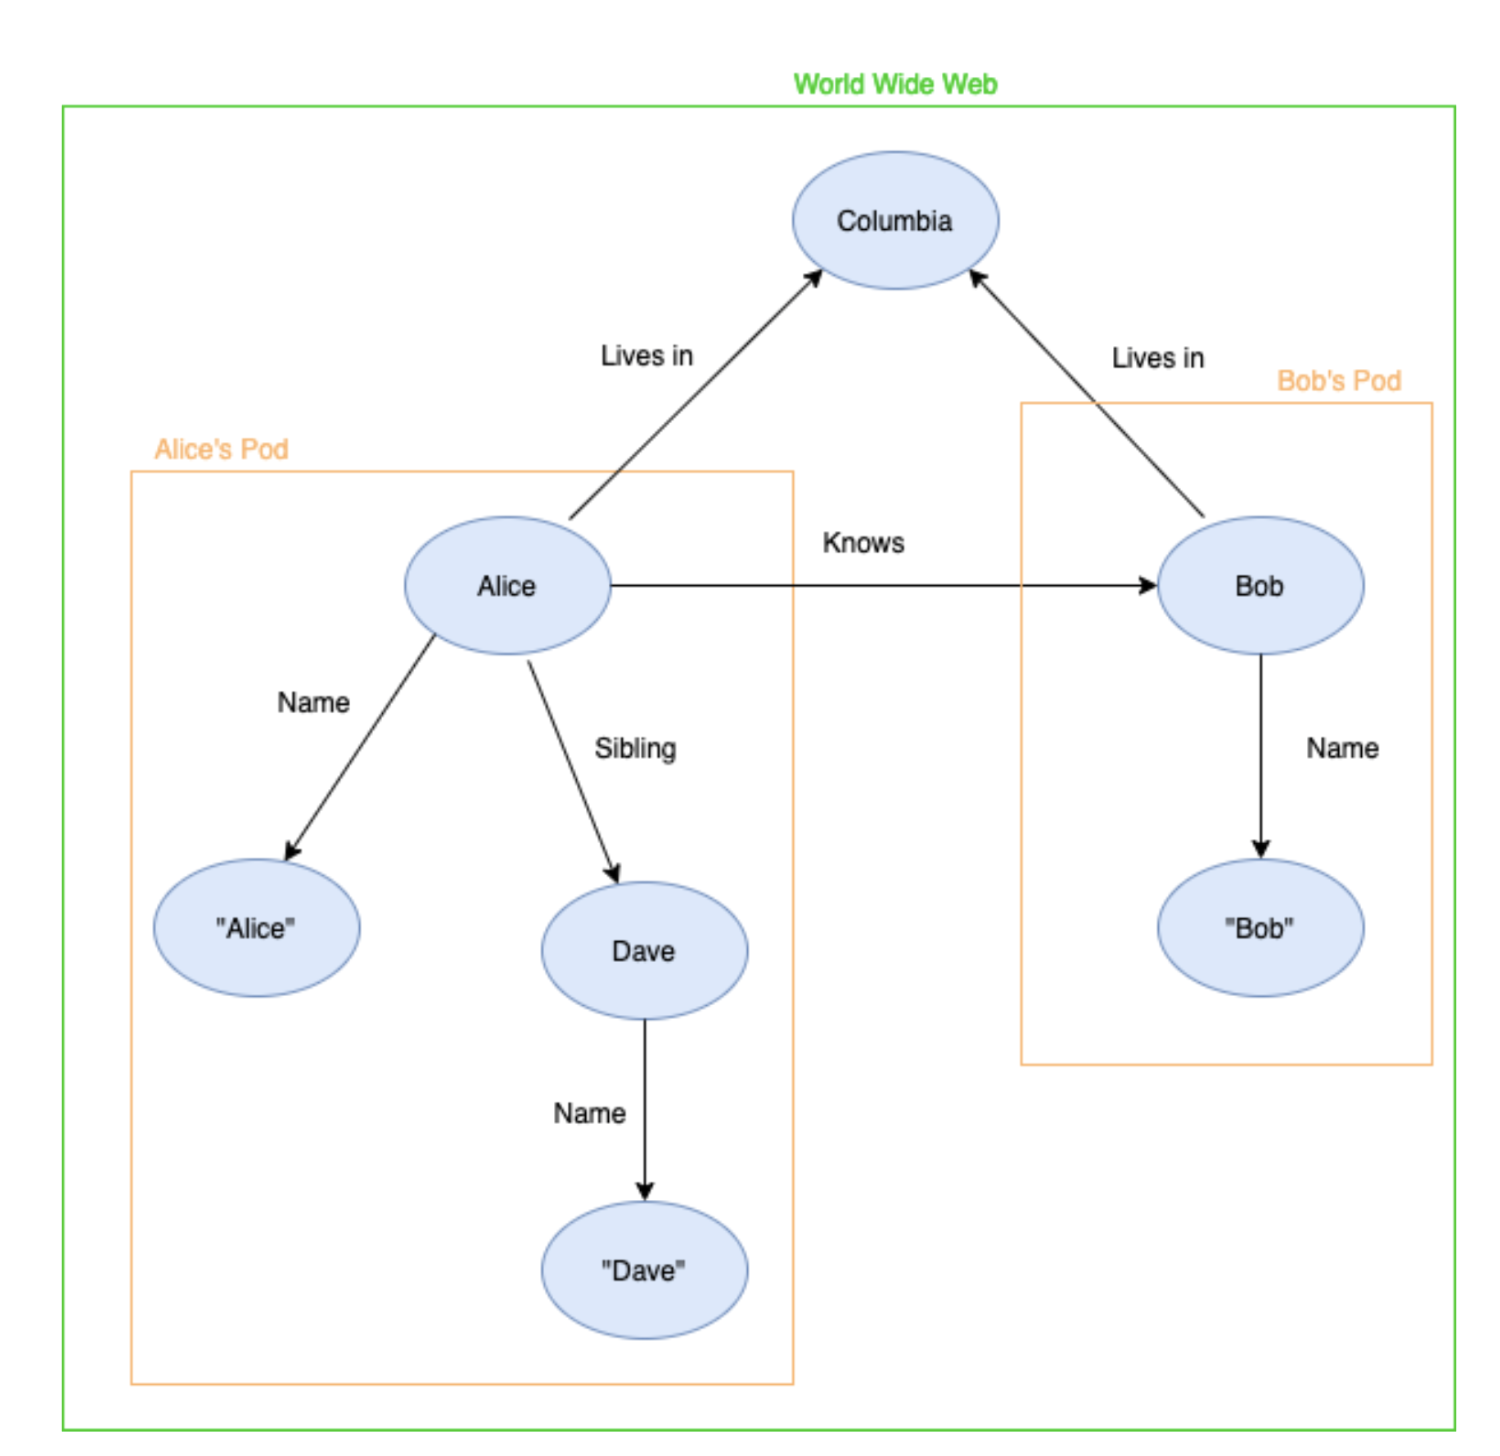 World Wide Web
Columbia
Lives in
Lives in
Bob's Pod
Alice's Pod
Knows
Alice
Bob
Name
Sibling
Name
"Alice"
Dave
"Bob"
Name
"Dave"